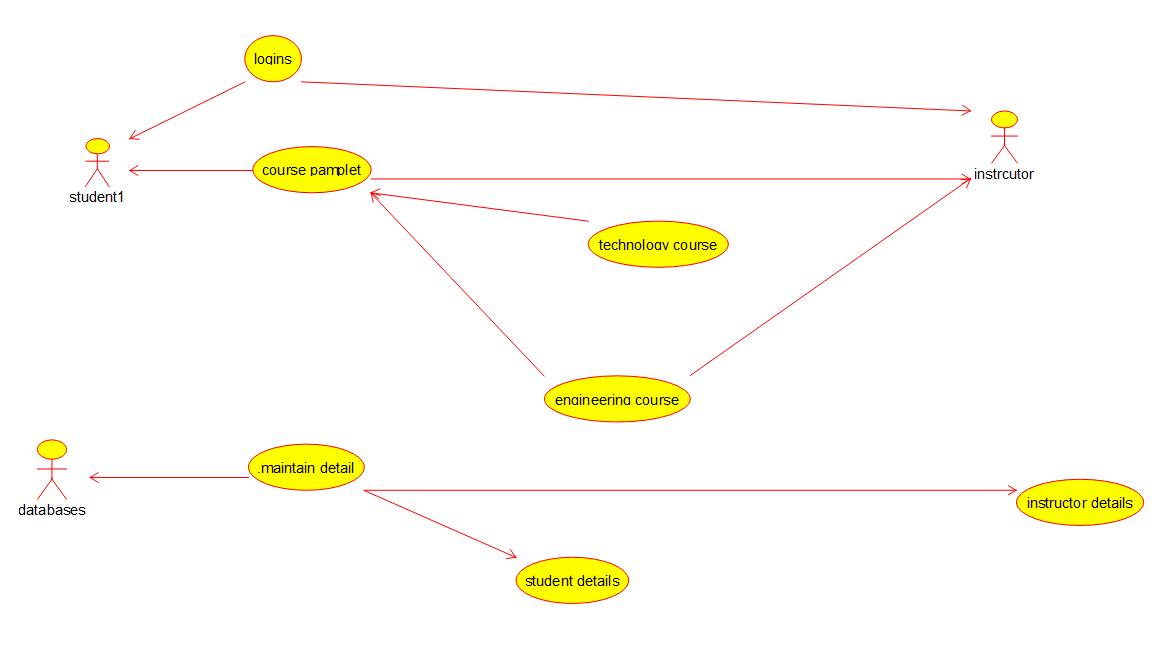 logins
student1
course pamplet
instrcutor
technology course
engineering course
databases
.maintain detail
instructor details
student details